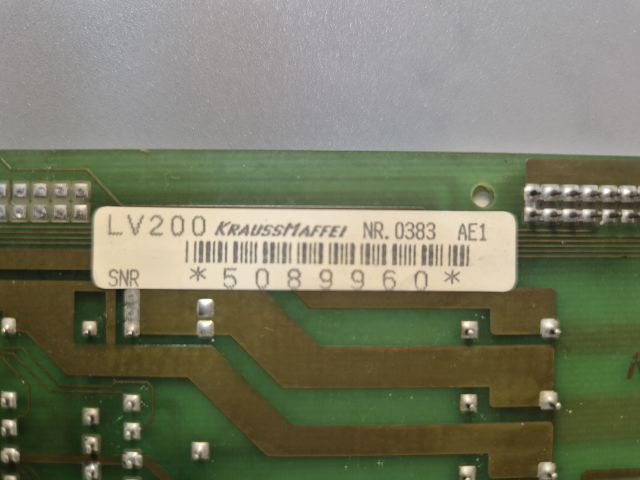 LV200 KRAUSSMAFFEI NR.0383 AE1
SNR *5089960*
K